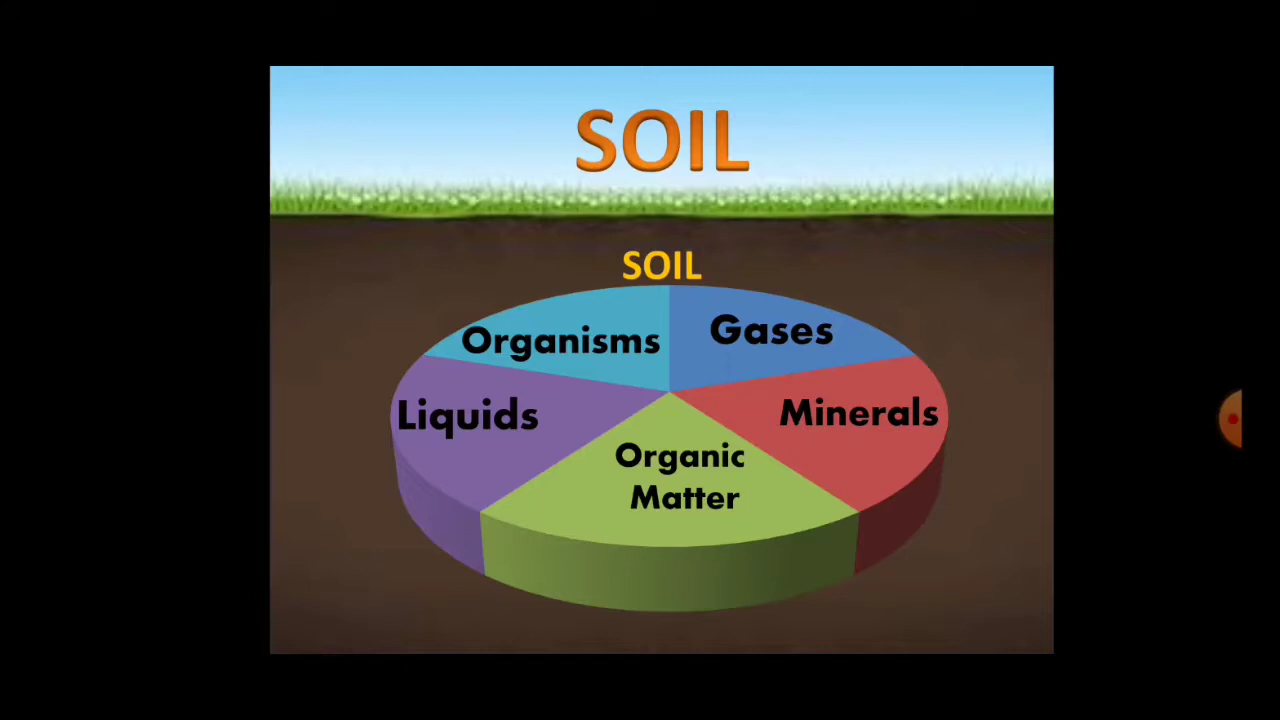 SOIL
SOIL
Organisms
Gases
Liquids
Minerals
Organic
Matter